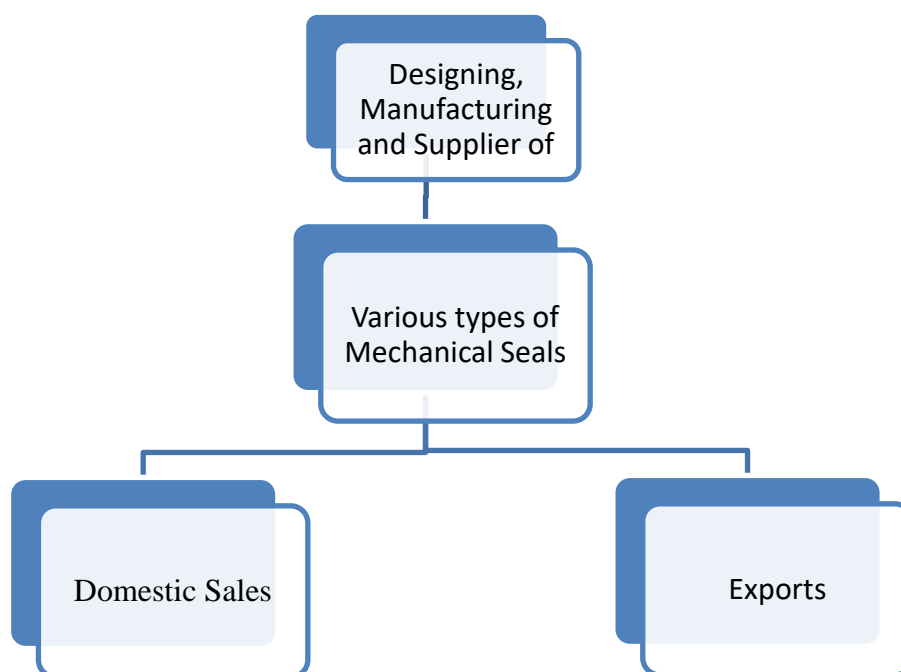 Designing,
Manufacturing
and Supplier of
Various types of
Mechanical Seals
Domestic Sales
Exports